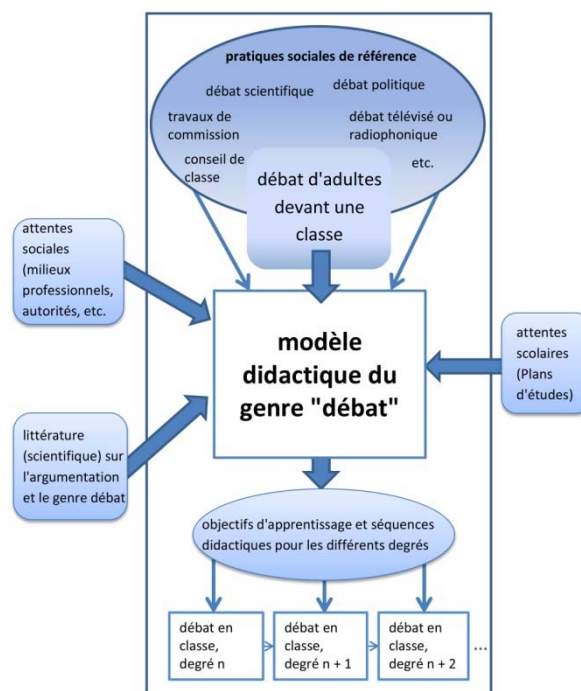 pratiques sociales de référence
débat scientifique
débat politique
travaux de
commission
débat télévisé ou
radiophonique
conseil de
classe
etc.
débat d'adultes
devant une
classe
attentes
sociales
(milieux
professionnels,
autorités, etc.
modèle
didactique du
genre "débat"
attentes
scolaires
(Plans
d'études)
littérature
(scientifique) sur
l'argumentation
et le genre débat
objectifs d'apprentissage et séquences
didactiques pour les différents degrés
débat en
classe,
degré n
débat en
classe,
degré n + 1
débat en
classe,
degré n + 2
...